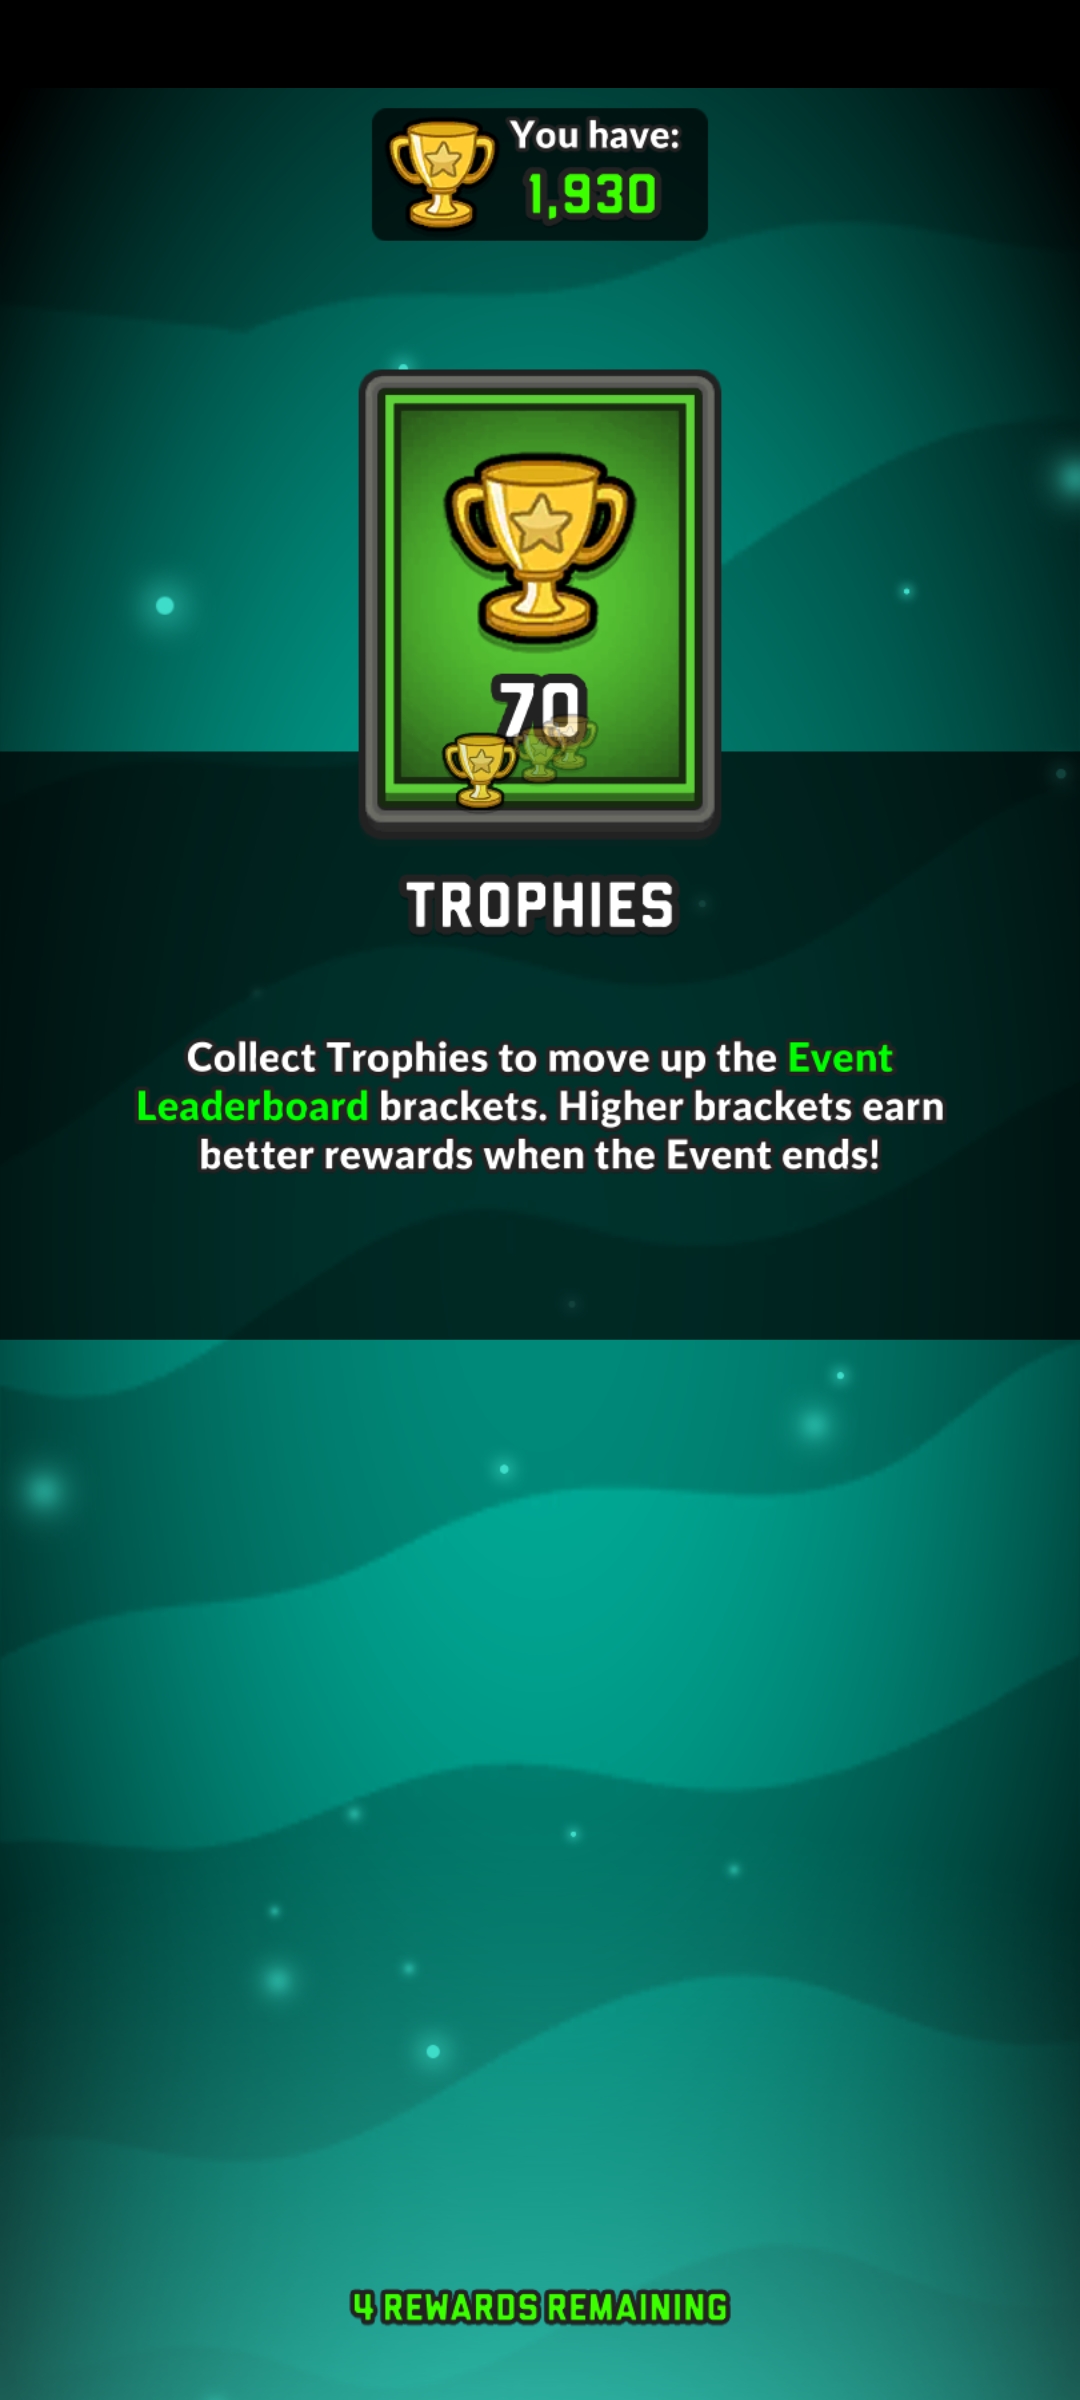 You have:
1,930
70
TROPHIES
Collect Trophies to move up the Event
Leaderboard brackets. Higher brackets earn
better rewards when the Event ends!
4 REWARDS REMAINING